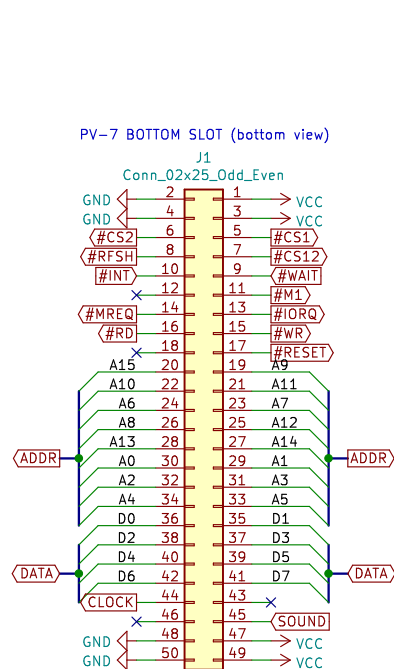 PV-7 BOTTOM SLOT (bottom view)
J1
Conn_02x25_Odd_Even
GND 2 1 VCC
GND 4 3 VCC
#CS2 6 5 #CS1
#RFSH 8 7 #CS12
#INT 10 9 #WAIT
12 11 #M1
#MREQ 14 13 #IORQ
#RD 16 15 #WR
18 17 #RESET
A15 20 19 A9
A10 22 21 A11
A6 24 23 A7
A8 26 25 A12
A13 28 27 A14
ADDR ADDR
A0 30 29 A1
A2 32 31 A3
A4 34 33 A5
D0 36 35 D1
D2 38 37 D3
D4 40 39 D5
DATA DATA
D6 42 41 D7
CLOCK 44 43
46 45 SOUND
GND 48 47 VCC
GND 50 49 VCC